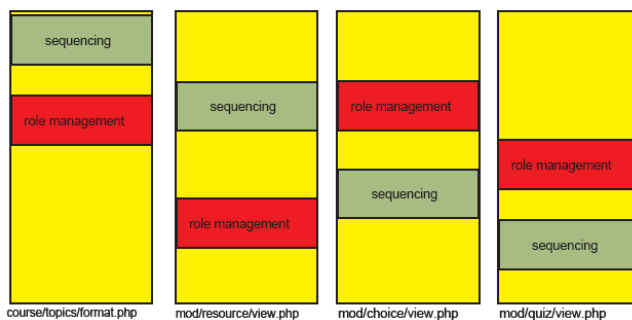 sequencing
role management
course/topics/format.php
sequencing
role management
mod/resource/view.php
role management
sequencing
mod/choice/view.php
role management
sequencing
mod/quiz/view.php